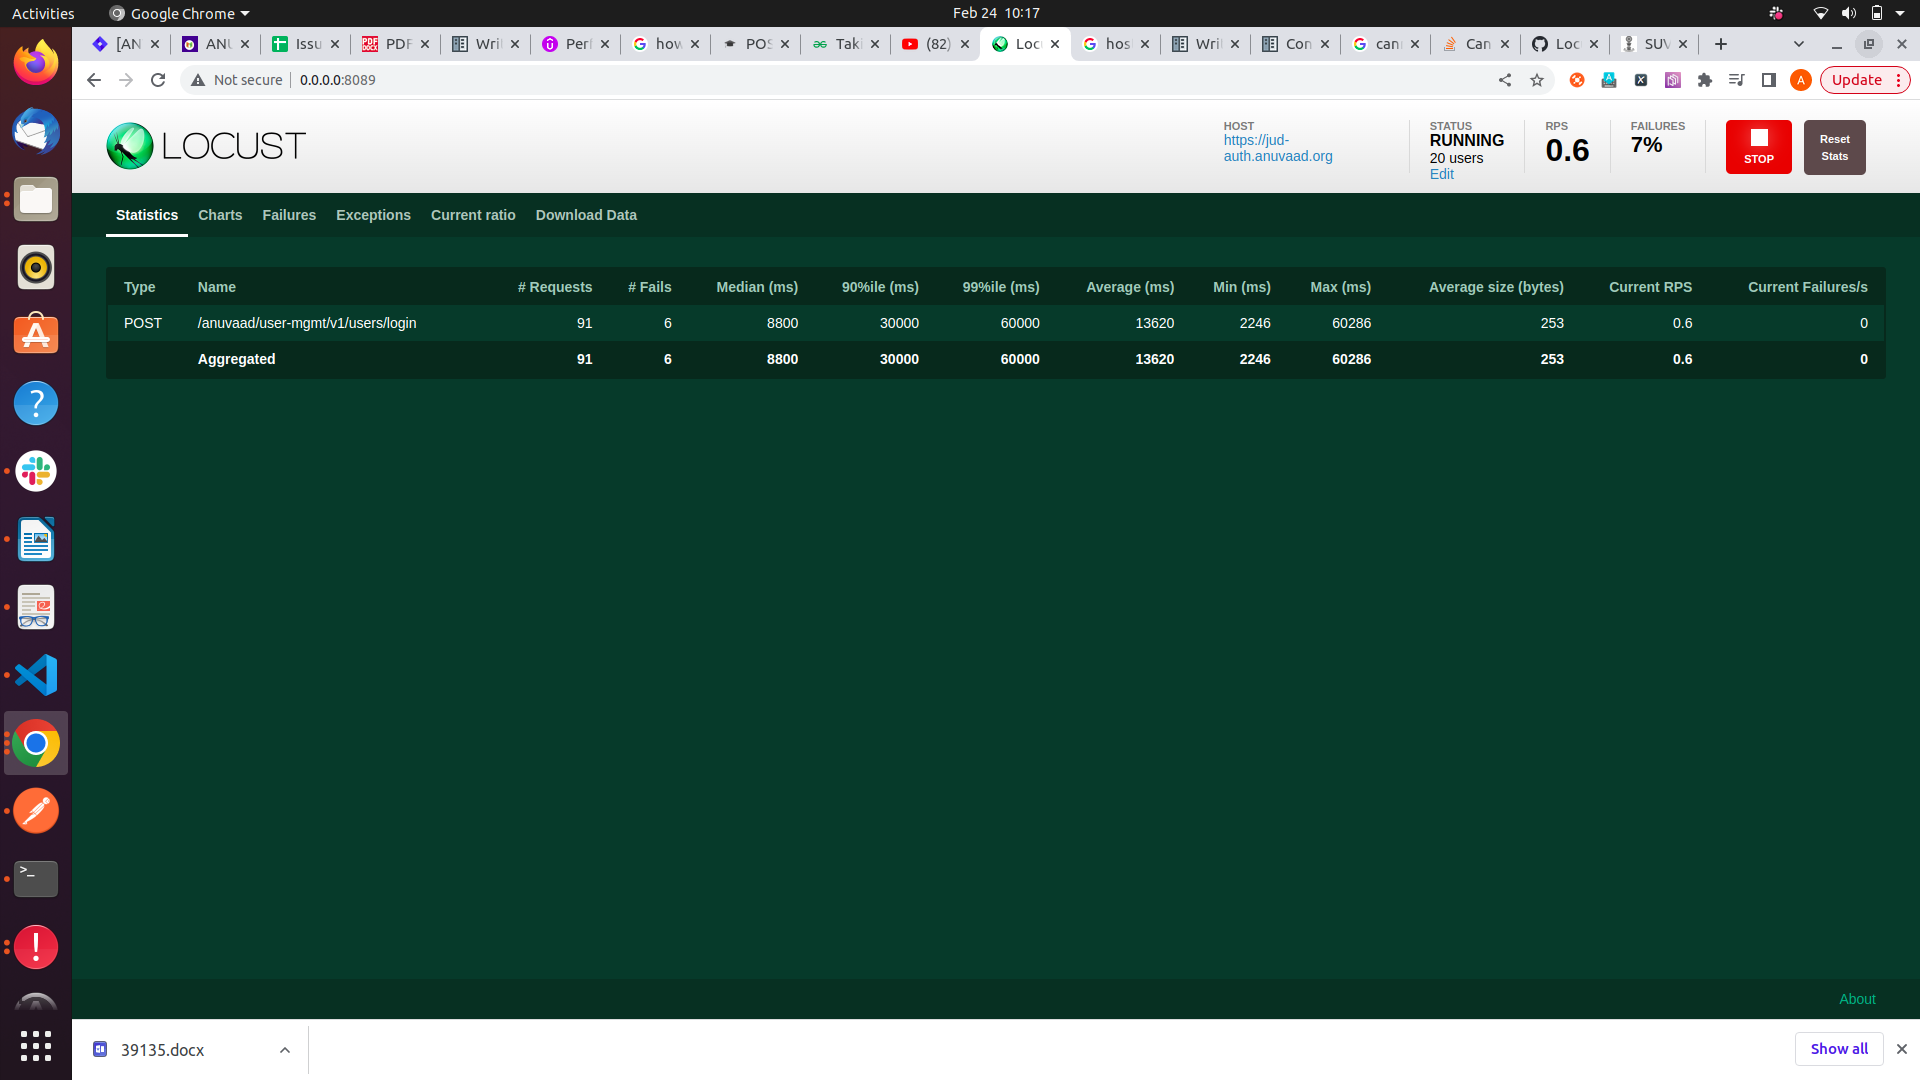 Activities Google Chrome Feb 24 10:17
[AN ANU Issu PDF Writ Perf how POS Taki (82) Locu hos Writ Con can Can Loc SUV
Not secure 0.0.0.0:8089 Update
LOCUST
HOST
https://jud-
auth.anuvaad.org
STATUS
RUNNING
20 users
Edit
RPS
0.6
FAILURES
7%
STOP
Reset
Stats
Statistics Charts Failures Exceptions Current ratio Download Data
Type Name # Requests # Fails Median (ms) 90%ile (ms) 99%ile (ms) Average (ms) Min (ms) Max (ms) Average size (bytes) Current RPS Current Failures/s
POST /anuvaad/user-mgmt/v1/users/login 91 6 8800 30000 60000 13620 2246 60286 253 0.6 0
Aggregated 91 6 8800 30000 60000 13620 2246 60286 253 0.6 0
About
39135.docx Show all